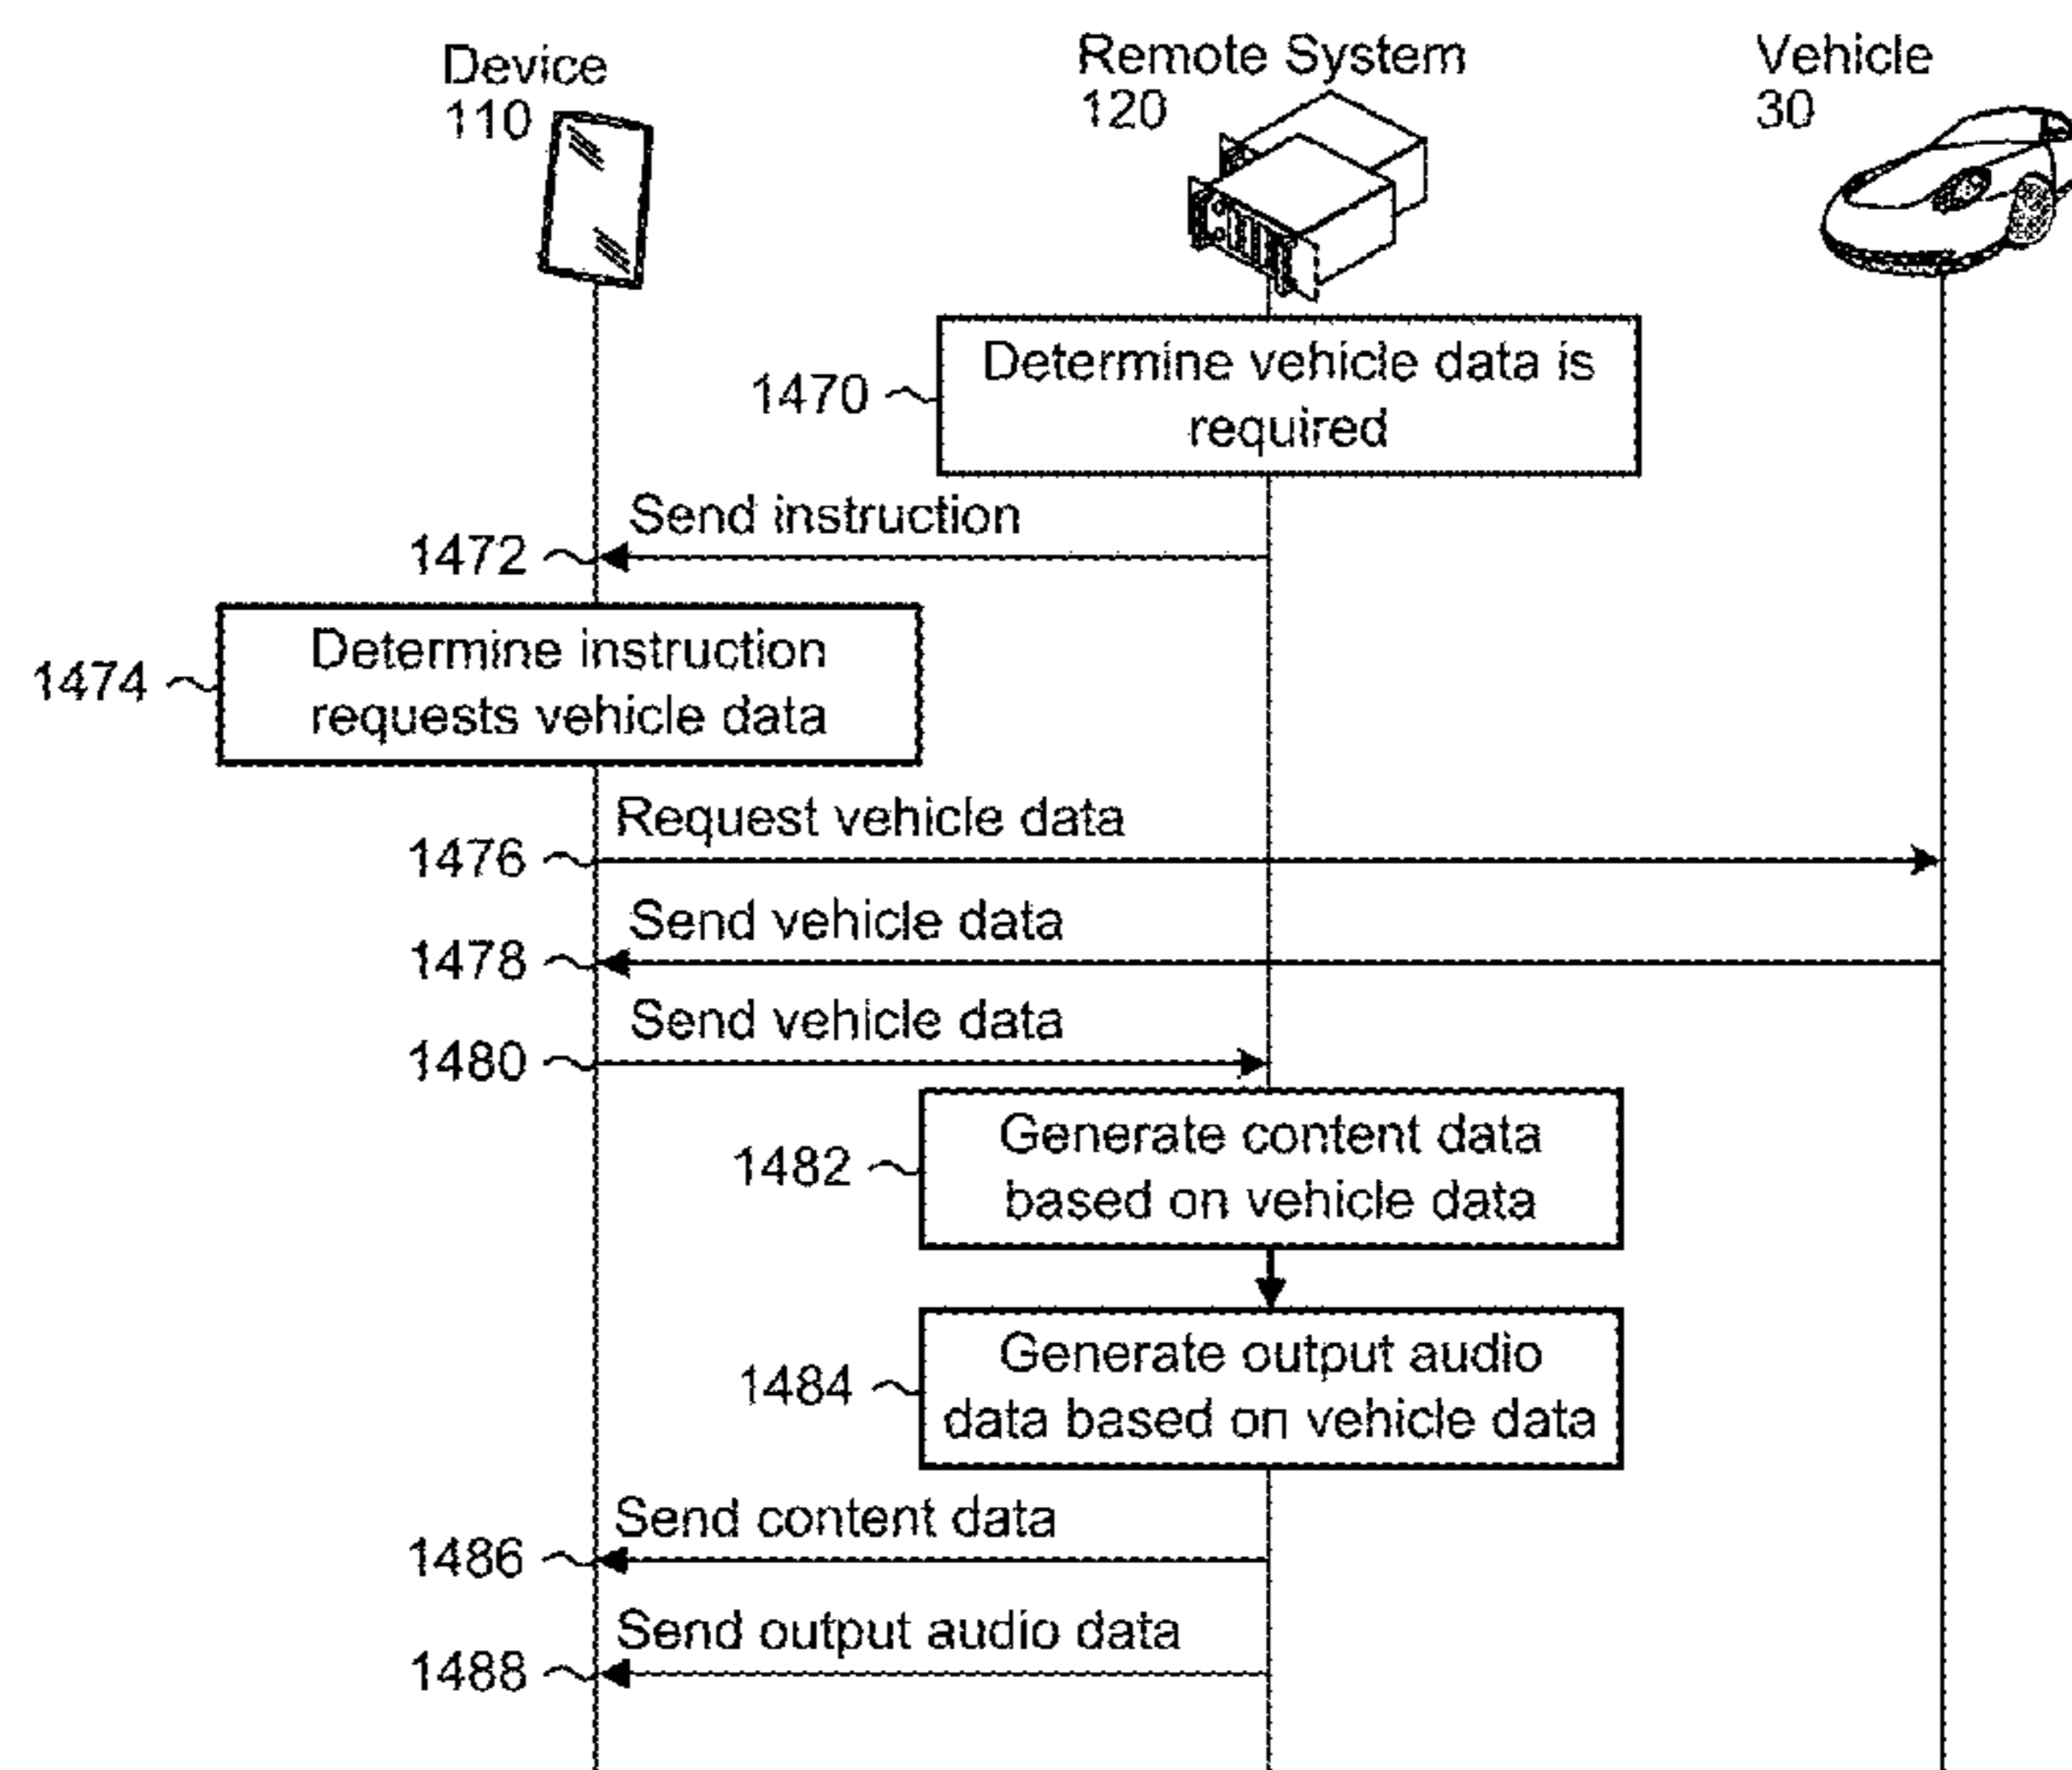 Device
110
Remote System
120
Vehicle
30
1470
Determine vehicle data is
required
Send instruction
1472
1474
Determine instruction
requests vehicle data
Request vehicle data
1476
Send vehicle data
1478
Send vehicle data
1480
1482
Generate content data
based on vehicle data
1484
Generate output audio
data based on vehicle data
Send content data
1486
Send output audio data
1488